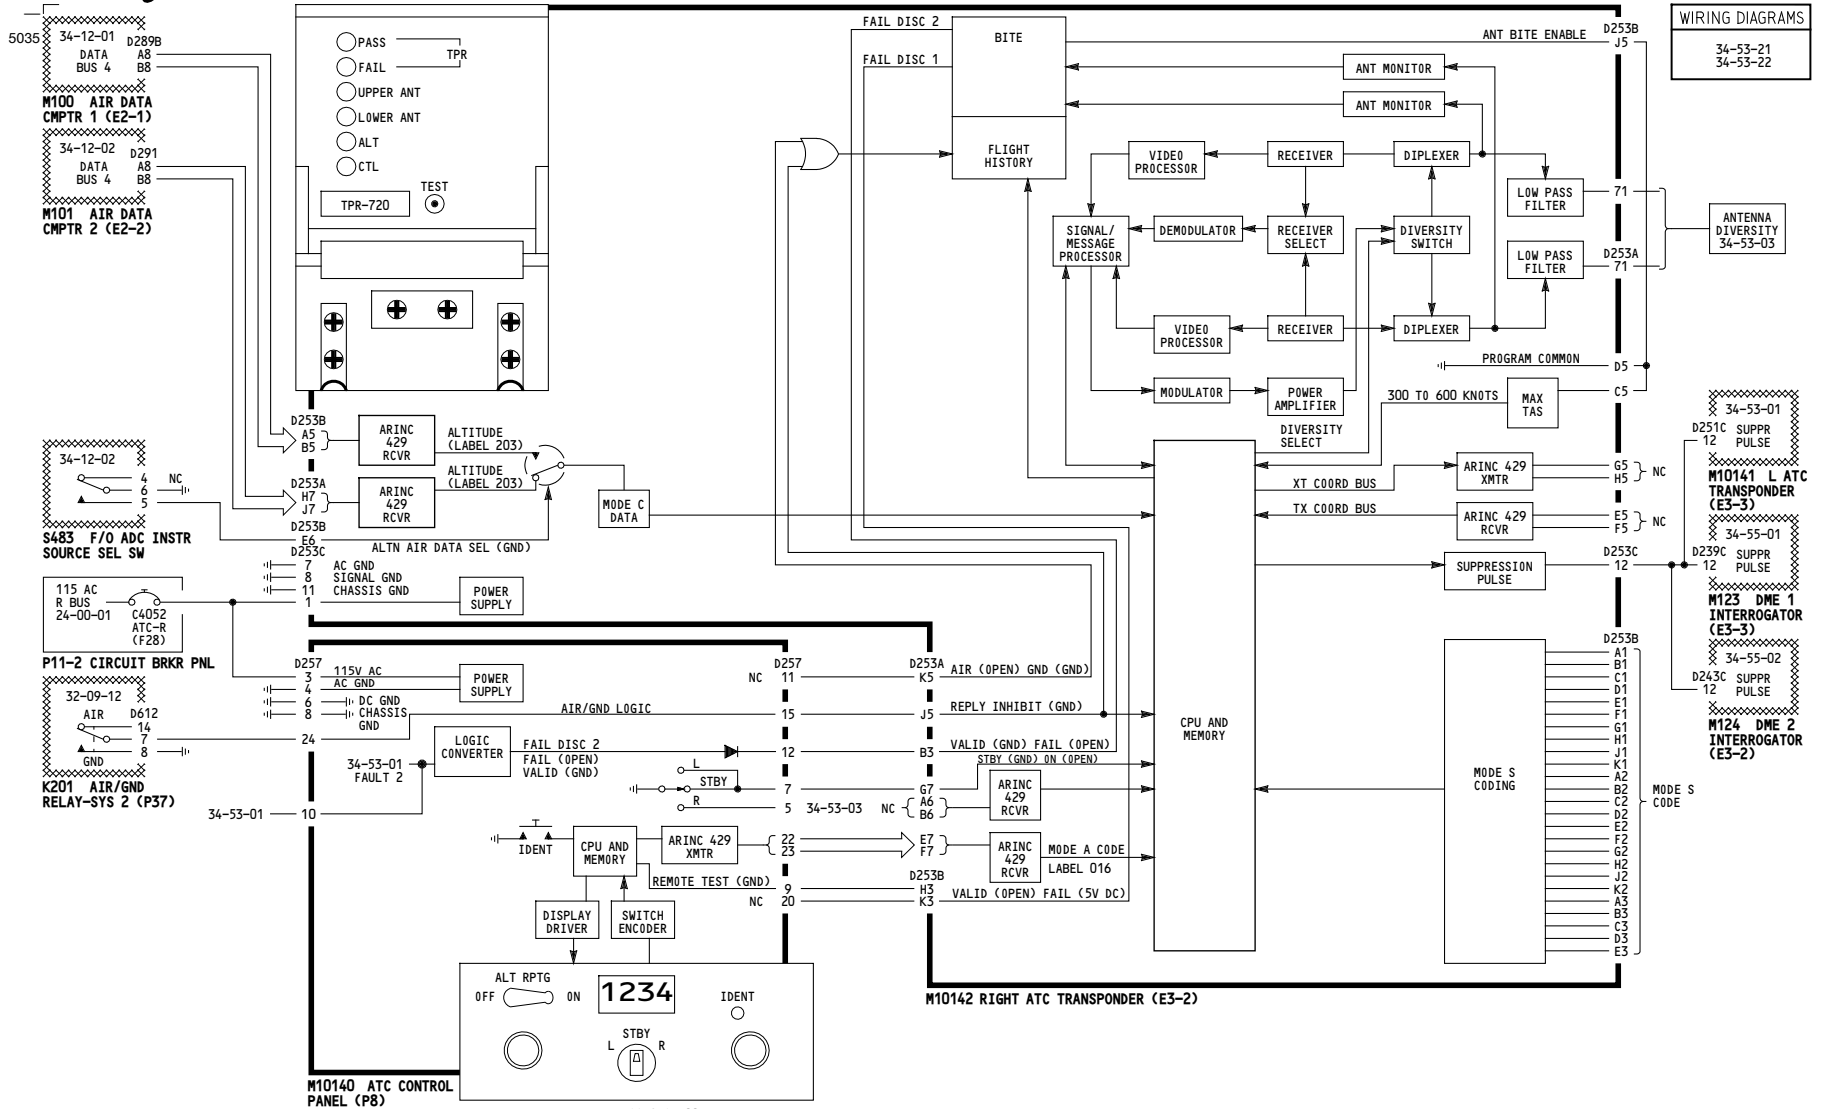 5035
34-12-01
DATA
BUS 4
D289B
A8
B8
M100 AIR DATA
CMPTR 1 (E2-1)
34-12-02
DATA
BUS 4
D291
A8
B8
M101 AIR DATA
CMPTR 2 (E2-2)
PASS
FAIL
TPR
UPPER ANT
LOWER ANT
ALT
CTL
TPR-720
TEST
FAIL DISC 2
FAIL DISC 1
BITE
FLIGHT
HISTORY
ANT BITE ENABLE
D253B
J5
WIRING DIAGRAMS
34-53-21
34-53-22
ANT MONITOR
ANT MONITOR
VIDEO
PROCESSOR
RECEIVER
DIPLEXER
LOW PASS
FILTER
71
SIGNAL/
MESSAGE
PROCESSOR
DEMODULATOR
RECEIVER
SELECT
DIVERSITY
SWITCH
ANTENNA
DIVERSITY
34-53-03
LOW PASS
FILTER
D253A
71
VIDEO
PROCESSOR
RECEIVER
DIPLEXER
PROGRAM COMMON
D5
MODULATOR
POWER
AMPLIFIER
300 TO 600 KNOTS
MAX
TAS
C5
DIVERSITY
SELECT
34-53-01
D251C
12
SUPPR
PULSE
M10141 L ATC
TRANSPONDER
(E3-3)
D253B
A5
B5
ARINC
429
RCVR
ALTITUDE
(LABEL 203)
D253A
H7
J7
ARINC
429
RCVR
ALTITUDE
(LABEL 203)
MODE C
DATA
34-12-02
4
NC
6
5
S483 F/O ADC INSTR
SOURCE SEL SW
D253B
E6
ALTN AIR DATA SEL (GND)
D253C
7
AC GND
8
SIGNAL GND
11
CHASSIS GND
1
POWER
SUPPLY
XT COORD BUS
ARINC 429
XMTR
G5
H5
NC
TX COORD BUS
ARINC 429
RCVR
E5
F5
NC
SUPPRESSION
PULSE
D253C
12
34-55-01
D239C
12
SUPPR
PULSE
M123 DME 1
INTERROGATOR
(E3-3)
34-55-02
D243C
12
SUPPR
PULSE
M124 DME 2
INTERROGATOR
(E3-2)
115 AC
R BUS
24-00-01
C4052
ATC-R
(F28)
P11-2 CIRCUIT BRKR PNL
D257
3
115V AC
4
AC GND
6
DC GND
8
CHASSIS
GND
POWER
SUPPLY
D257
NC
11
D253A
K5
AIR (OPEN) GND (GND)
32-09-12
AIR
D612
14
7
8
GND
K201 AIR/GND
RELAY-SYS 2 (P37)
24
AIR/GND LOGIC
15
J5
REPLY INHIBIT (GND)
34-53-01
FAULT 2
LOGIC
CONVERTER
FAIL DISC 2
FAIL (OPEN)
VALID (GND)
12
B3
VALID (GND) FAIL (OPEN)
STBY (GND) ON (OPEN)
L
STBY
R
7
G7
5
34-53-03
NC
A6
B6
ARINC
429
RCVR
34-53-01
10
IDENT
CPU AND
MEMORY
ARINC 429
XMTR
22
23
E7
F7
ARINC
429
RCVR
MODE A CODE
LABEL 016
REMOTE TEST (GND)
9
D253B
H3
NC
20
K3
VALID (OPEN) FAIL (5V DC)
DISPLAY
DRIVER
SWITCH
ENCODER
CPU AND
MEMORY
MODE S
CODING
D253B
A1
B1
C1
D1
E1
F1
G1
H1
J1
K1
A2
B2
C2
D2
E2
F2
G2
H2
J2
K2
A3
B3
C3
D3
E3
MODE S
CODE
ALT RPTG
OFF
ON
1234
IDENT
STBY
L
R
M10140 ATC CONTROL
PANEL (P8)
M10142 RIGHT ATC TRANSPONDER (E3-2)